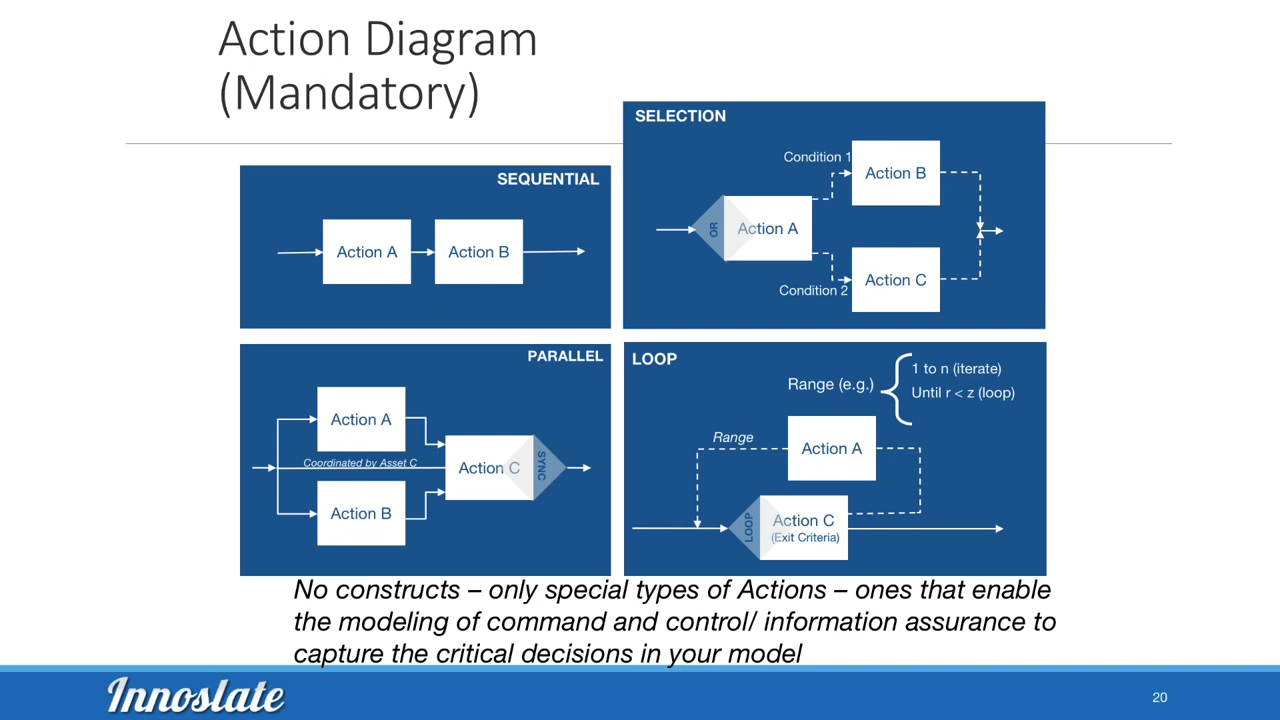 Action Diagram
(Mandatory)
SEQUENTIAL
Action A
Action B
SELECTION
OR
Action A
Condition 1
Action B
Condition 2
Action C
PARALLEL
Action A
Coordinated by Asset C
Action B
Action C
SYNC
LOOP
Range (e.g.)
1 to n (iterate)
Until r < z (loop)
Range
Action A
LOOP
Action C
(Exit Criteria)
No constructs – only special types of Actions – ones that enable
the modeling of command and control/ information assurance to
capture the critical decisions in your model
Innoslate
20